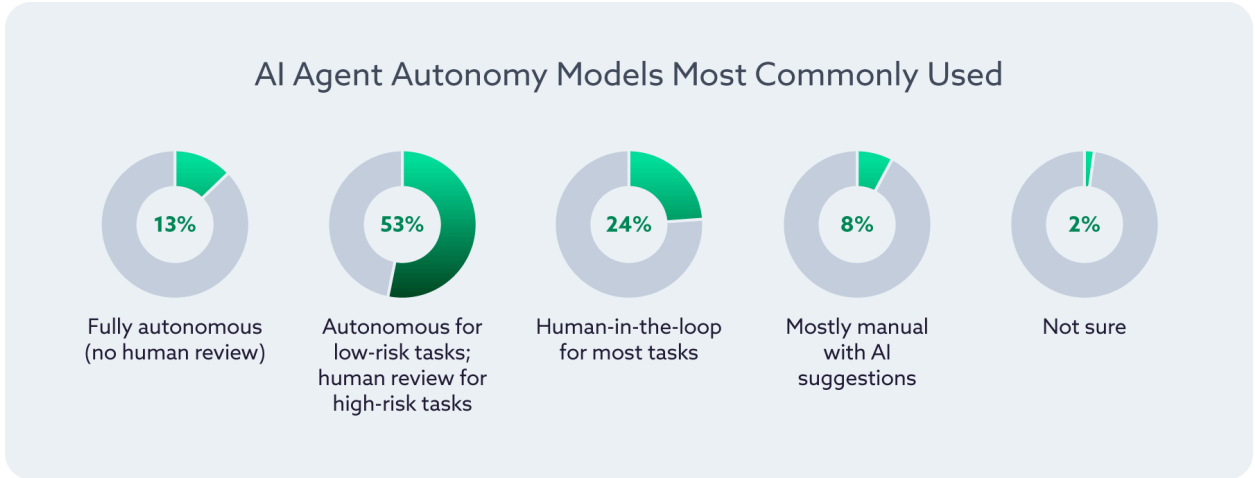 AI Agent Autonomy Models Most Commonly Used
13%
53%
24%
8%
2%
Fully autonomous
(no human review)
Autonomous for
low-risk tasks;
human review for
high-risk tasks
Human-in-the-loop
for most tasks
Mostly manual
with AI
suggestions
Not sure